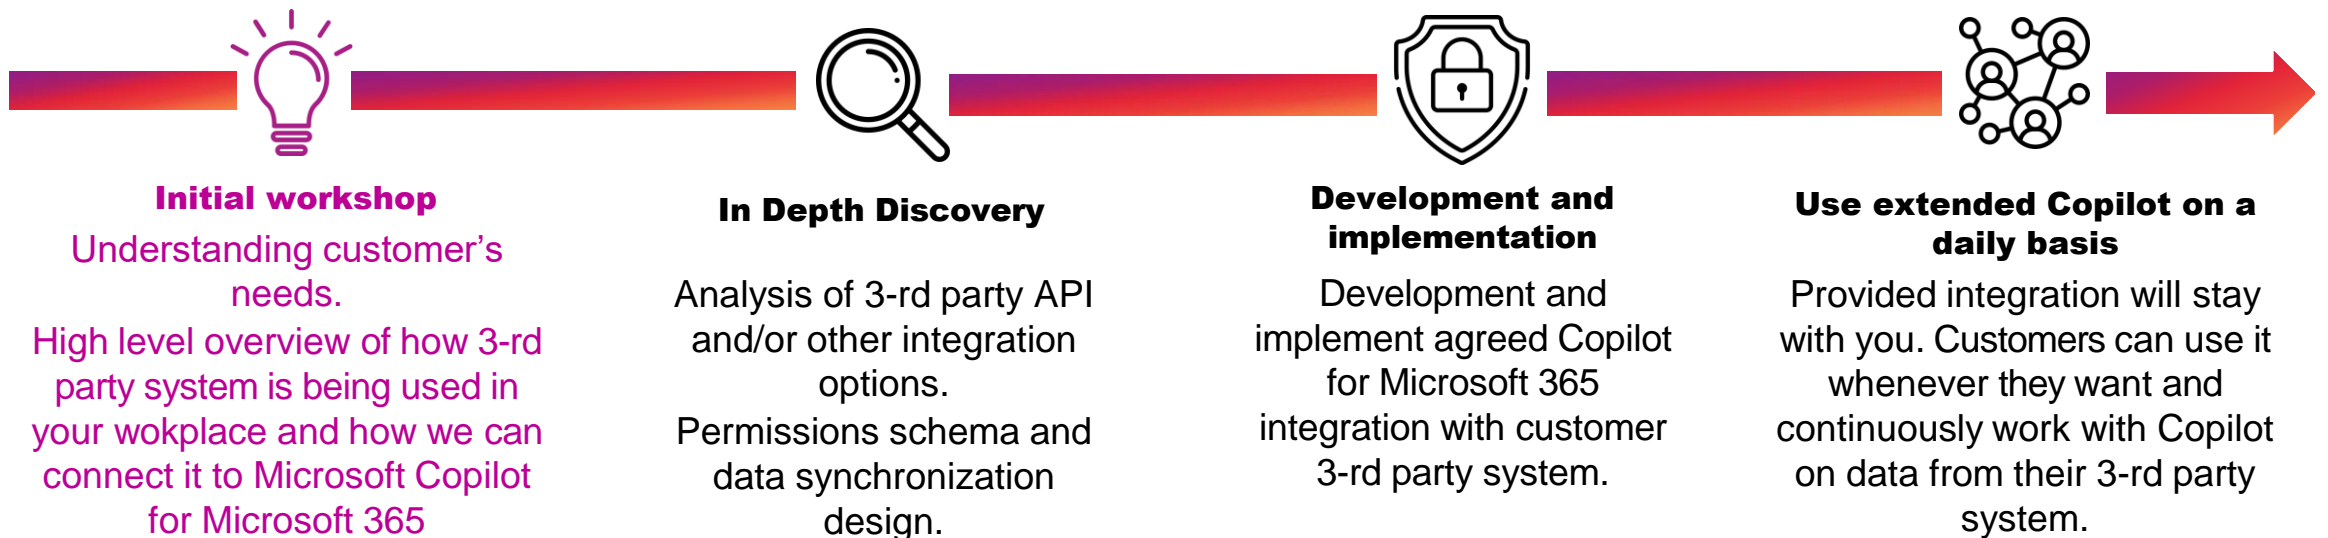 Initial workshop
Understanding customer’s
needs.
High level overview of how 3-rd
party system is being used in
your wokplace and how we can
connect it to Microsoft Copilot
for Microsoft 365
In Depth Discovery
Analysis of 3-rd party API
and/or other integration
options.
Permissions schema and
data synchronization
design.
Development and
implementation
Development and
implement agreed Copilot
for Microsoft 365
integration with customer
3-rd party system.
Use extended Copilot on a
daily basis
Provided integration will stay
with you. Customers can use it
whenever they want and
continuously work with Copilot
on data from their 3-rd party
system.